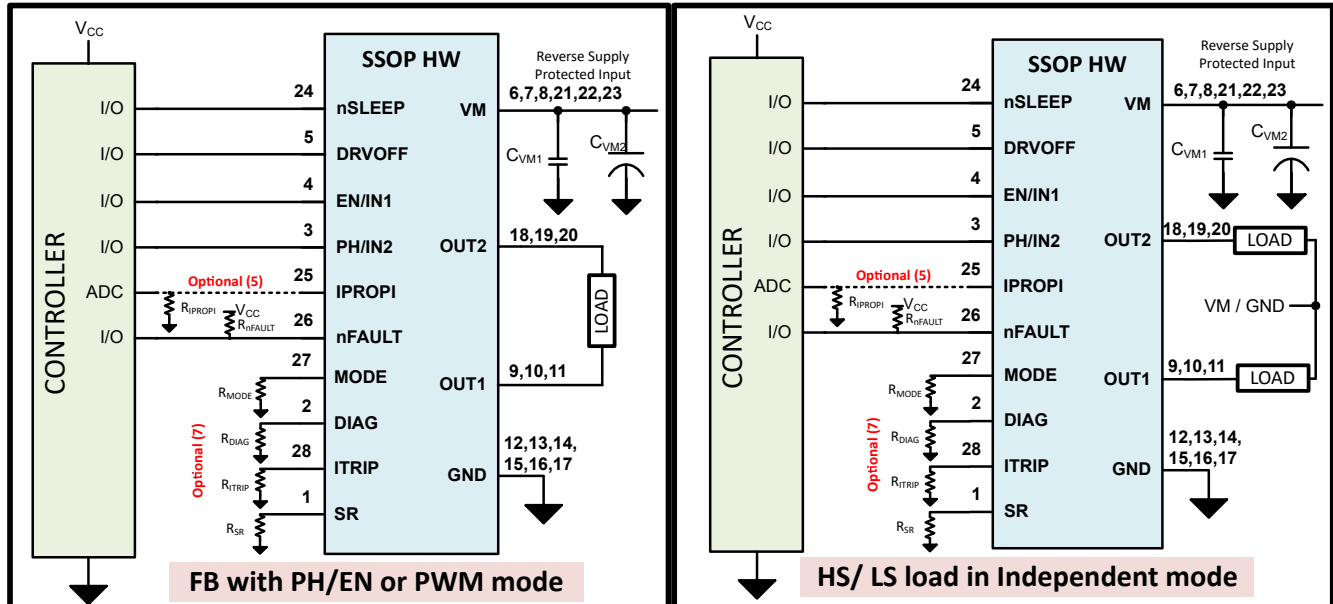 VCC
SSOP HW
Reverse Supply
Protected Input
24
6,7,8,21,22,23
I/O
nSLEEP
VM
5
CVM1
CVM2
I/O
DRVOFF
4
I/O
EN/IN1
3
18,19,20
I/O
PH/IN2
OUT2
Optional (5)
25
ADC
IPROPI
RIPROPI
VCC
RnFAULT
26
I/O
nFAULT
LOAD
CONTROLLER
27
9,10,11
MODE
OUT1
RMODE
2
DIAG
RDIAG
Optional (7)
28
12,13,14,
15,16,17
ITRIP
GND
RITRIP
1
SR
RSR
FB with PH/EN or PWM mode
VCC
SSOP HW
Reverse Supply
Protected Input
24
6,7,8,21,22,23
I/O
nSLEEP
VM
5
CVM1
CVM2
I/O
DRVOFF
4
I/O
EN/IN1
3
18,19,20
LOAD
I/O
PH/IN2
OUT2
Optional (5)
25
ADC
IPROPI
RIPROPI
VCC
RnFAULT
VM / GND
26
I/O
nFAULT
CONTROLLER
27
9,10,11
LOAD
MODE
OUT1
RMODE
2
DIAG
RDIAG
Optional (7)
28
12,13,14,
15,16,17
ITRIP
GND
RITRIP
1
SR
RSR
HS/ LS load in Independent mode